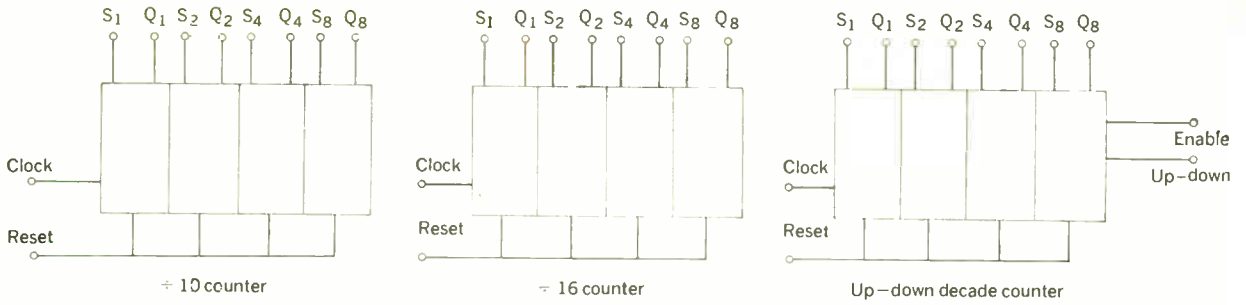 S1 Q1 S2 Q2 S4 Q4 S8 Q8
Clock
Reset
÷ 10 counter
S1 Q1 S2 Q2 S4 Q4 S8 Q8
Clock
Reset
÷ 16 counter
S1 Q1 S2 Q2 S4 Q4 S8 Q8
Enable
Clock
Up-down
Reset
Up-down decade counter